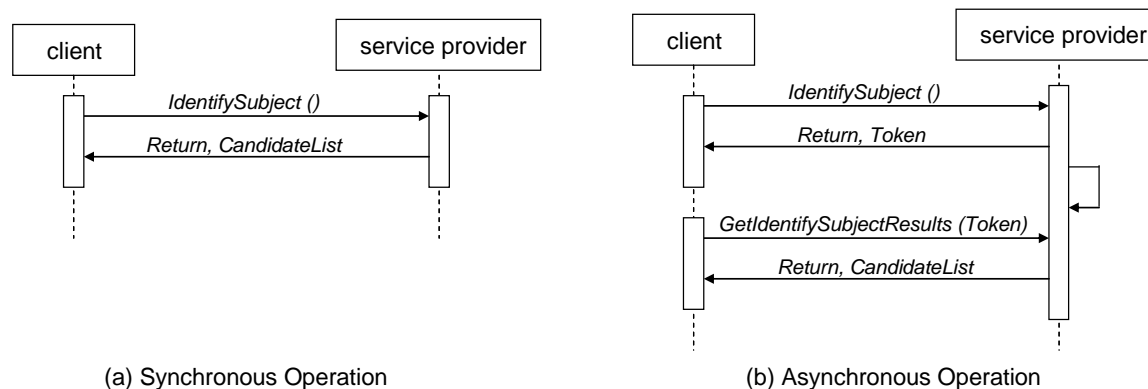 client
service provider
IdentifySubject ()
Return, CandidateList
(a) Synchronous Operation
client
service provider
IdentifySubject ()
Return, Token
GetIdentifySubjectResults (Token)
Return, CandidateList
(b) Asynchronous Operation